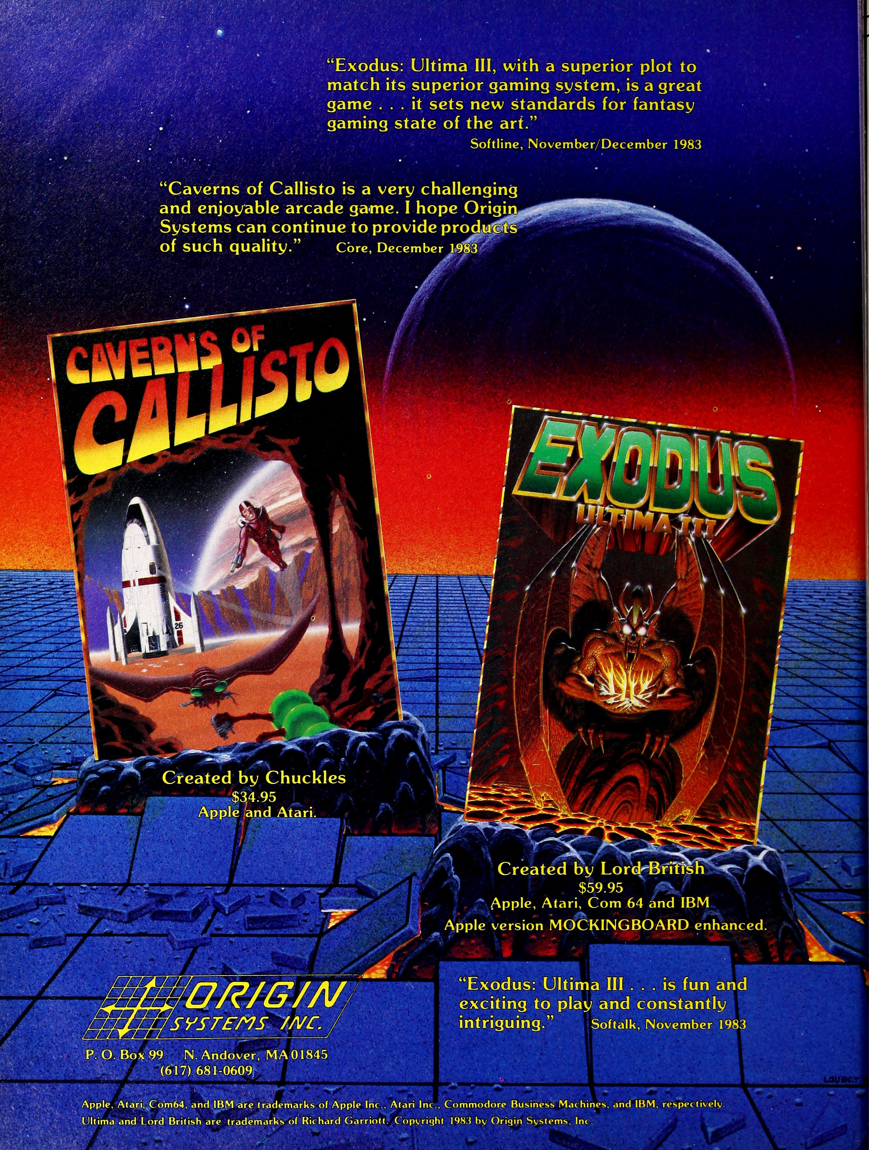 “Exodus: Ultima III, with a superior plot to
match its superior gaming system, is a great
game . . . it sets new standards for fantasy
gaming state of the art.”
Softline, November/December 1983
“Caverns of Callisto is a very challenging
and enjoyable arcade game. I hope Origin
Systems can continue to provide products
of such quality.” Core, December 1983
CAVERNS OF
CALLISTO
26
EXODUS
ULTIMA III
Created by Chuckles
$34.95
Apple and Atari.
Created by Lord British
$59.95
Apple, Atari, Com 64 and IBM
Apple version MOCKINGBOARD enhanced.
ORIGIN
SYSTEMS INC.
P. O. Box 99 N. Andover, MA 01845
(617) 681-0609
“Exodus: Ultima III . . . is fun and
exciting to play and constantly
intriguing.” Softalk, November 1983
LOUBET
Apple, Atari, Com64, and IBM are trademarks of Apple Inc., Atari Inc., Commodore Business Machines, and IBM, respectively.
Ultima and Lord British are trademarks of Richard Garriott. Copyright 1983 by Origin Systems, Inc.